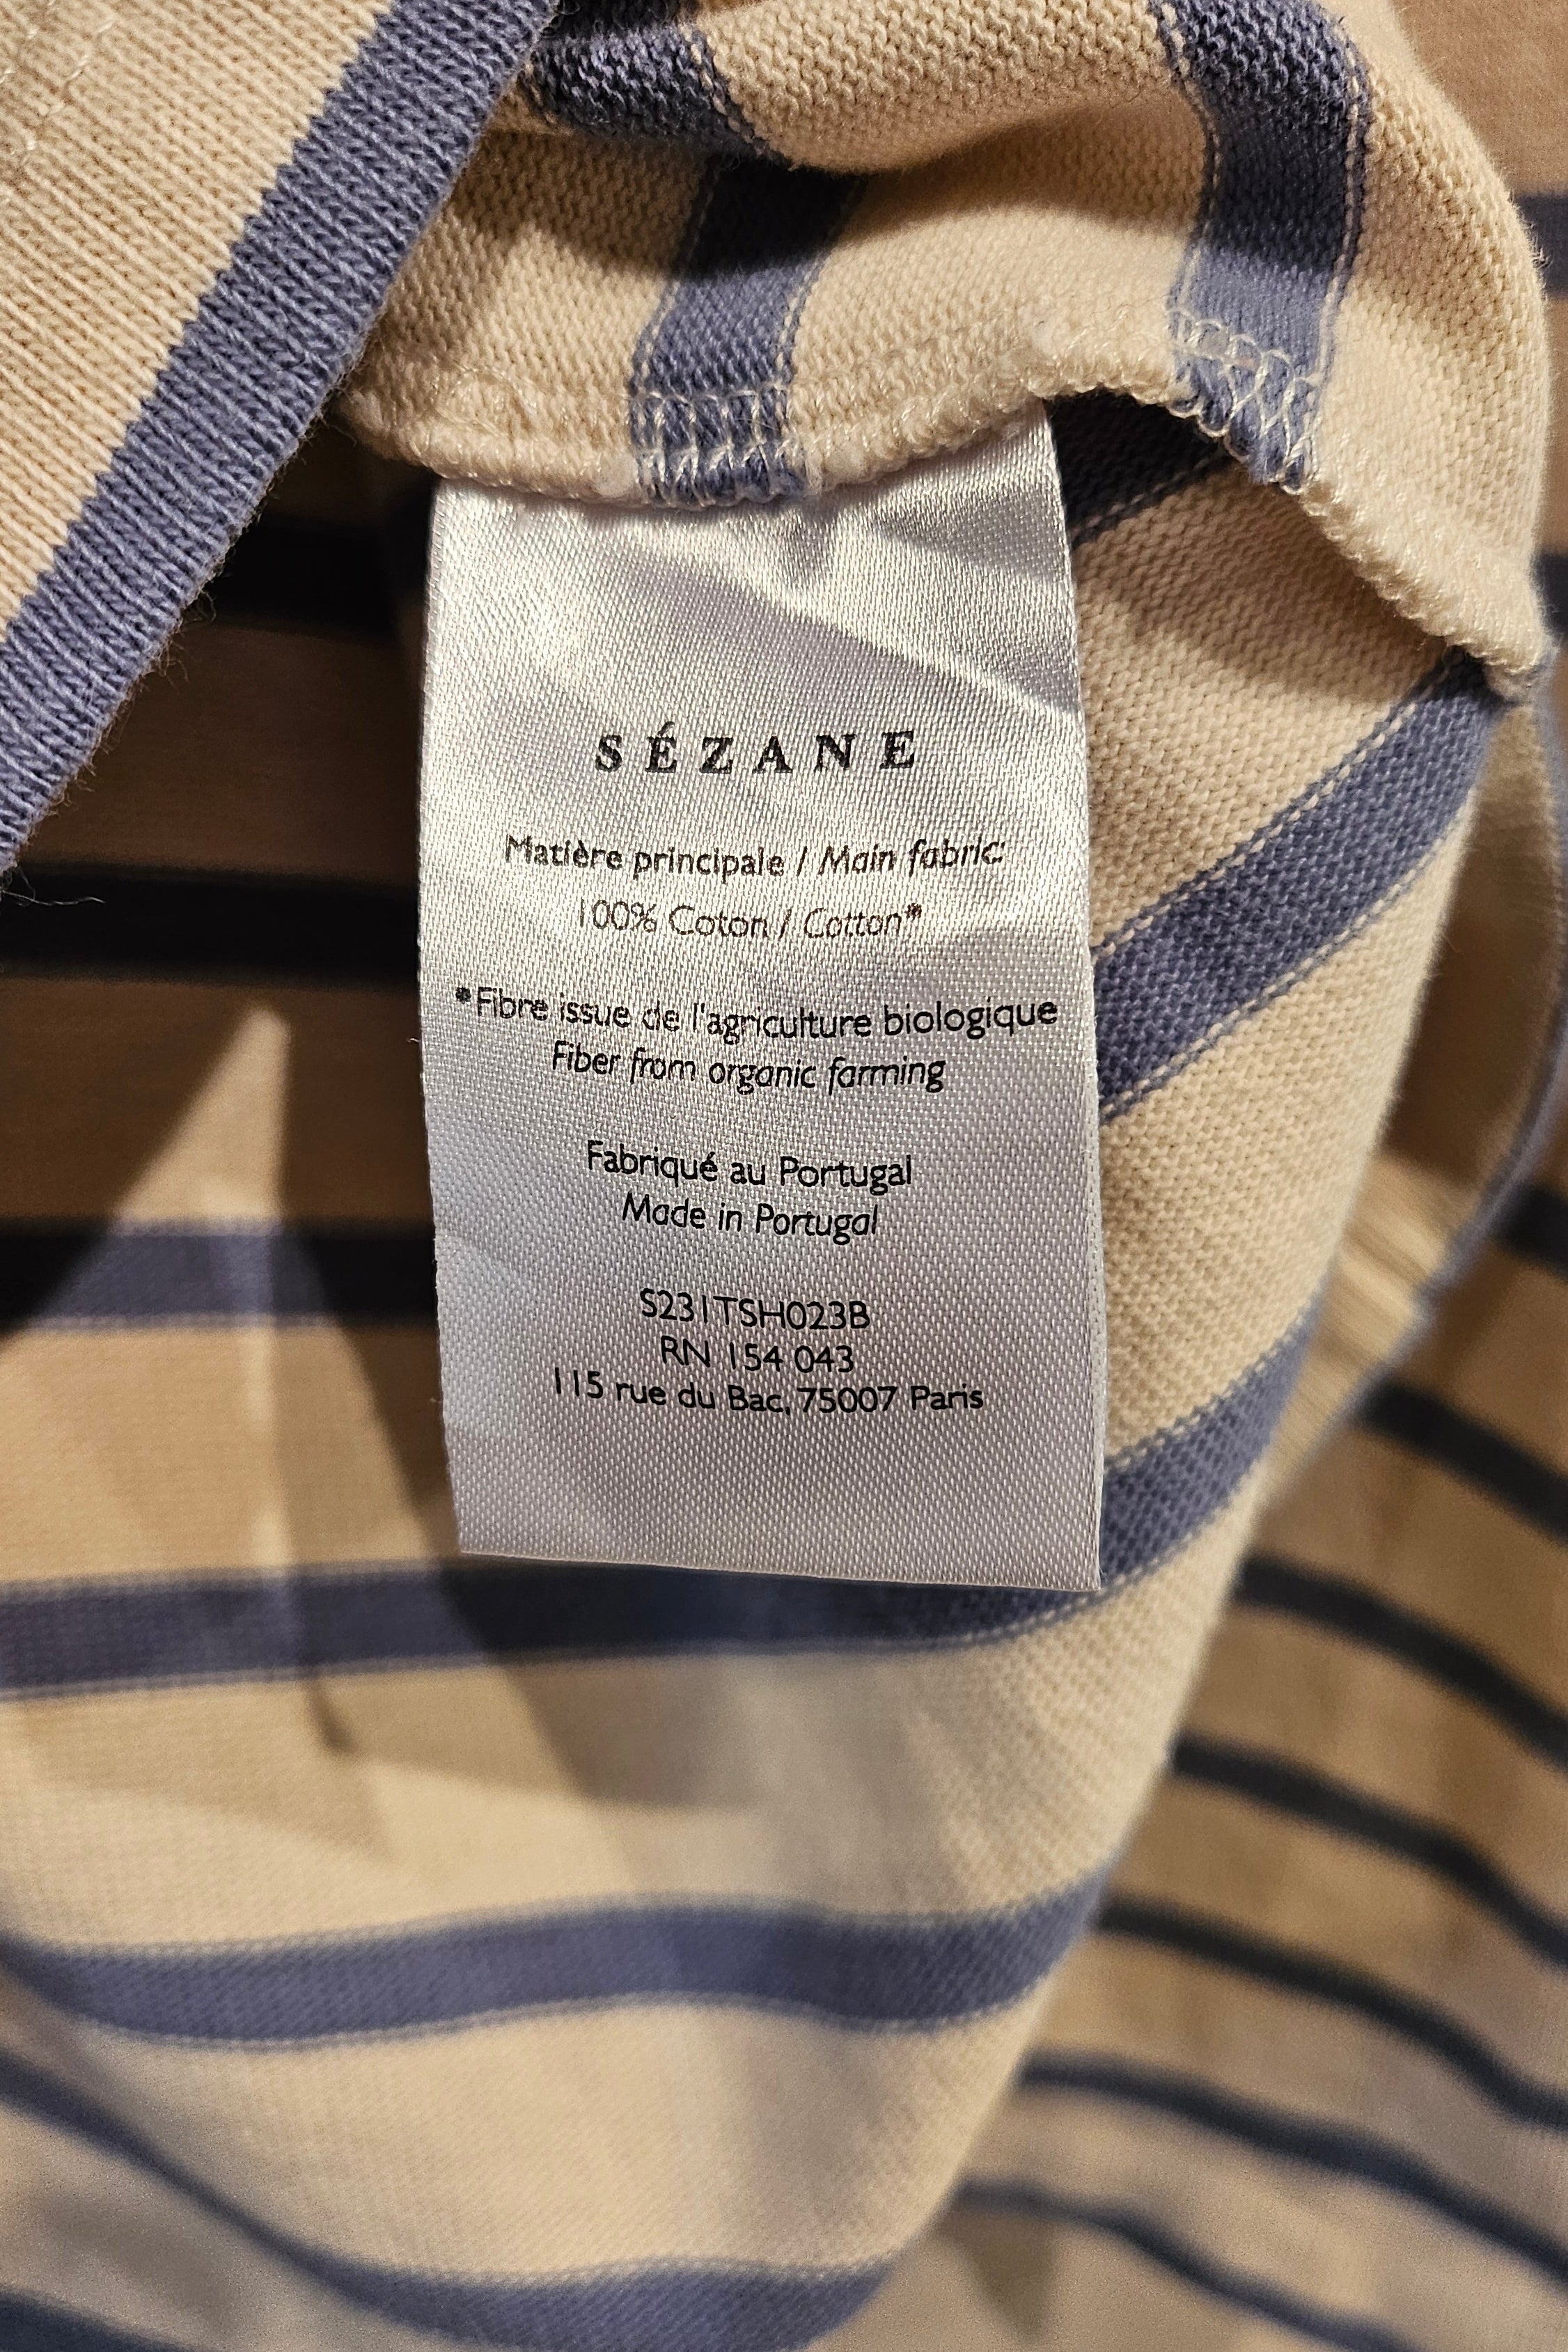 SÉZANE
Matière principale / Main fabric:
100% Coton / Cotton*
*Fibre issue de l'agriculture biologique
Fiber from organic farming
Fabriqué au Portugal
Made in Portugal
S231TSH023B
RN 154 043
115 rue du Bac, 75007 Paris